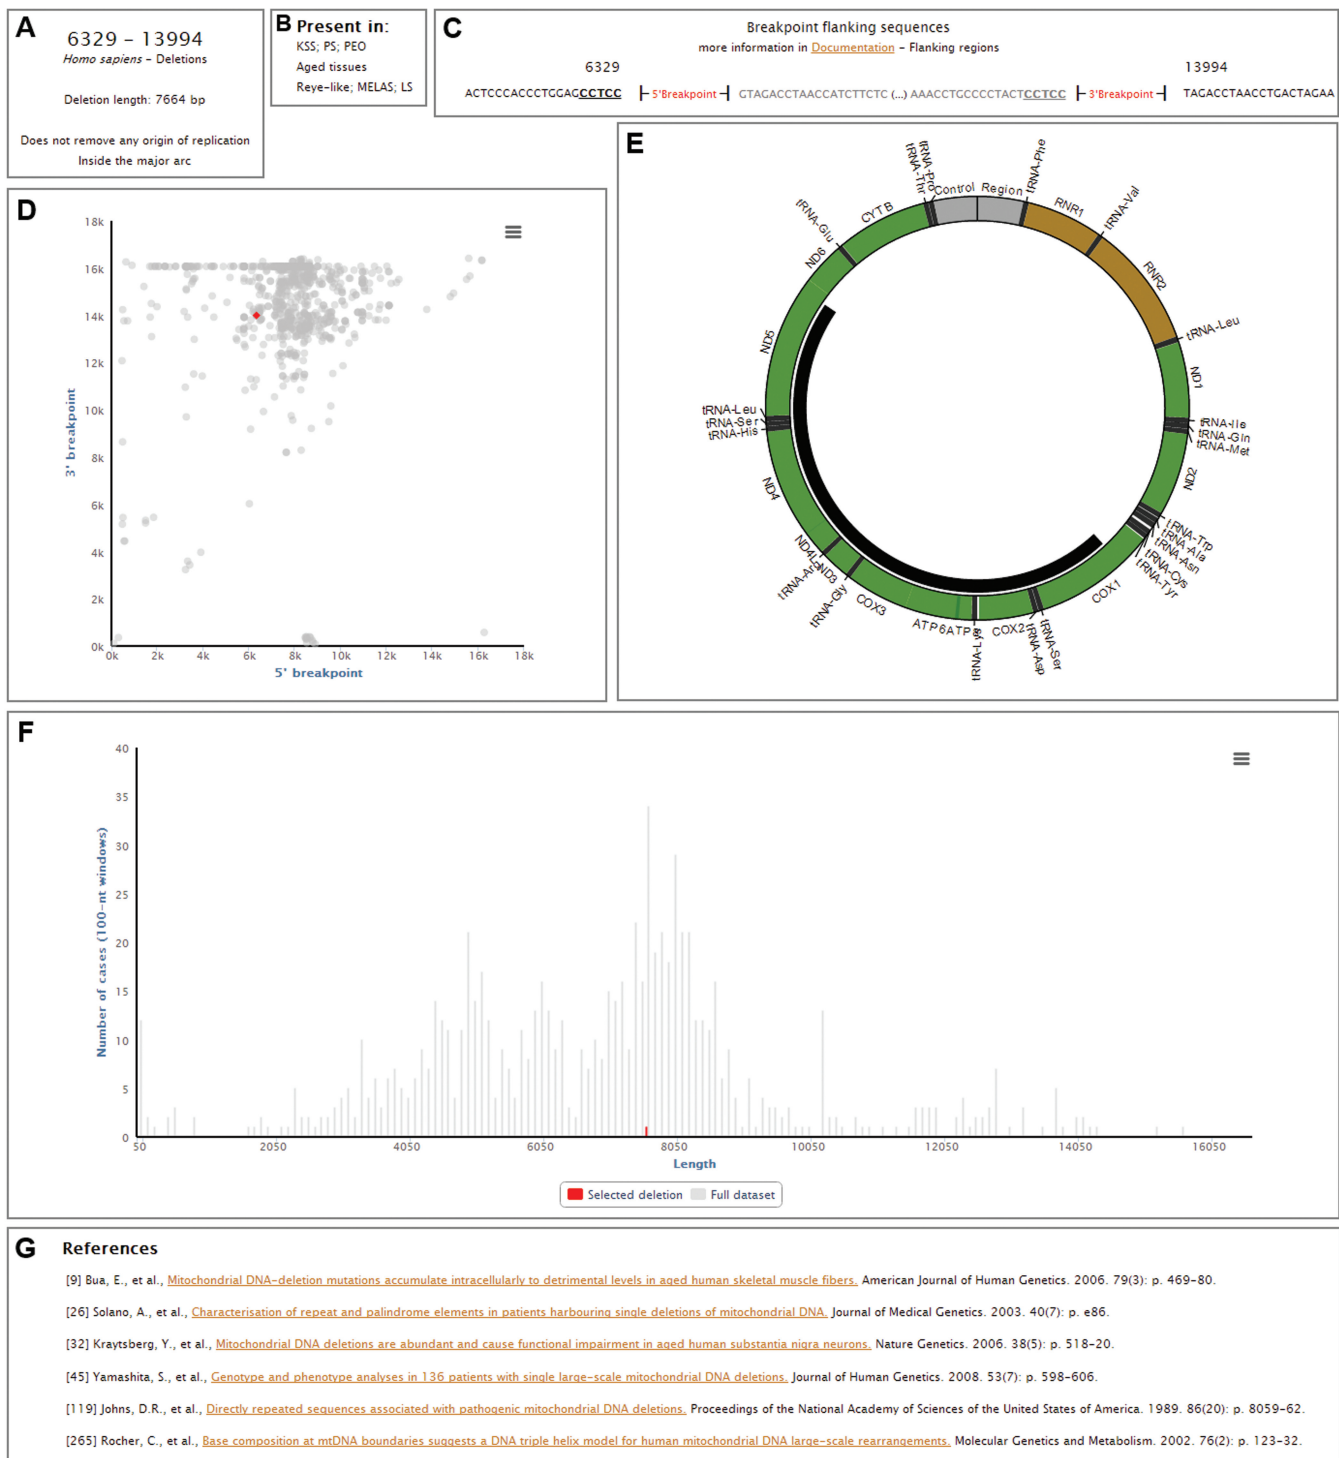 A
6329 – 13994
Homo sapiens – Deletions
Deletion length: 7664 bp
Does not remove any origin of replication
Inside the major arc
B Present in:
KSS; PS; PEO
Aged tissues
Reye-like; MELAS; LS
C
Breakpoint flanking sequences
more information in Documentation – Flanking regions
6329 13994
ACTCCCACCCTGGAGCCTCC 5'Breakpoint GTAGACCTAACCATCTTCTC (...) AAACCTGCCCCTACTCCTCC 3'Breakpoint TAGACCTAACCTGACTAGAA
D
18k
16k
14k
12k
10k
8k
6k
4k
2k
0k
3' breakpoint
0k 2k 4k 6k 8k 10k 12k 14k 16k 18k
5' breakpoint
E
Control Region
tRNA-Phe
RNR1
tRNA-Val
RNR2
tRNA-Leu
ND1
tRNA-Ile
tRNA-Gln
tRNA-Met
ND2
tRNA-Trp
tRNA-Ala
tRNA-Asn
tRNA-Cys
tRNA-Tyr
COX1
tRNA-Ser
tRNA-Asp
COX2
tRNA-Lys
ATP6
COX3
tRNA-Gly
ND3
ND4L
ND4
tRNA-His
tRNA-Ser
tRNA-Leu
ND5
ND6
tRNA-Glu
CYTB
tRNA-Thr
tRNA-Pro
F
40
35
30
25
20
15
10
5
0
Number of cases (100-nt windows)
50 2050 4050 6050 8050 10050 12050 14050 16050
Length
Selected deletion Full dataset
G References
[9] Bua, E., et al., Mitochondrial DNA-deletion mutations accumulate intracellularly to detrimental levels in aged human skeletal muscle fibers. American Journal of Human Genetics. 2006. 79(3): p. 469-80.
[26] Solano, A., et al., Characterisation of repeat and palindrome elements in patients harbouring single deletions of mitochondrial DNA. Journal of Medical Genetics. 2003. 40(7): p. e86.
[32] Kraytsberg, Y., et al., Mitochondrial DNA deletions are abundant and cause functional impairment in aged human substantia nigra neurons. Nature Genetics. 2006. 38(5): p. 518-20.
[45] Yamashita, S., et al., Genotype and phenotype analyses in 136 patients with single large-scale mitochondrial DNA deletions. Journal of Human Genetics. 2008. 53(7): p. 598-606.
[119] Johns, D.R., et al., Directly repeated sequences associated with pathogenic mitochondrial DNA deletions. Proceedings of the National Academy of Sciences of the United States of America. 1989. 86(20): p. 8059-62.
[265] Rocher, C., et al., Base composition at mtDNA boundaries suggests a DNA triple helix model for human mitochondrial DNA large-scale rearrangements. Molecular Genetics and Metabolism. 2002. 76(2): p. 123-32.